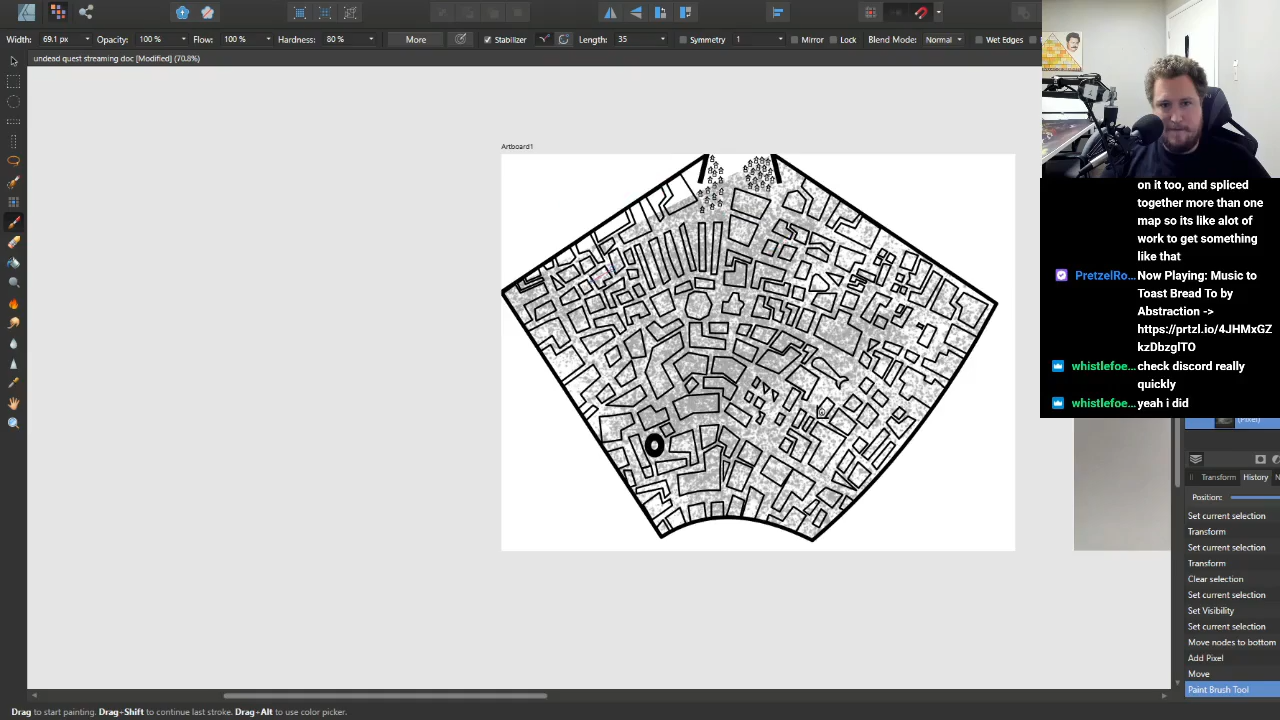 Width: 69.1 px Opacity: 100 % Flow: 100 % Hardness: 80 % More Stabilizer Length: 35 Symmetry 1 Mirror Lock Blend Mode: Normal Wet Edges
undead quest streaming doc [Modified] (70.8%)
Artboard1
on it too, and spliced
together more than one
map so its like alot of
work to get something
like that
PretzelRo... Now Playing: Music to
Toast Bread To by
Abstraction ->
https://prtzl.io/4JHMxGZ
kzDbzglTO
whistlefoe... check discord really
quickly
whistlefoe... yeah i did
(Pixel)
Transform History N
Position:
Set current selection
Transform
Set current selection
Transform
Clear selection
Set current selection
Set Visibility
Set current selection
Move nodes to bottom
Add Pixel
Move
Paint Brush Tool
Drag to start painting. Drag+Shift to continue last stroke. Drag+Alt to use color picker.